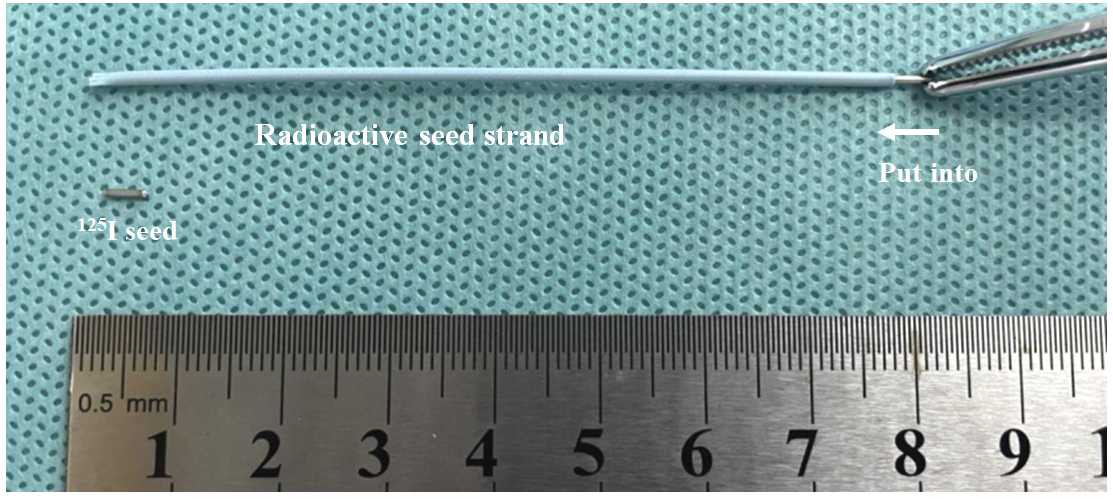 Radioactive seed strand
Put into
¹²⁵I seed
0.5 mm
1 2 3 4 5 6 7 8 9 1